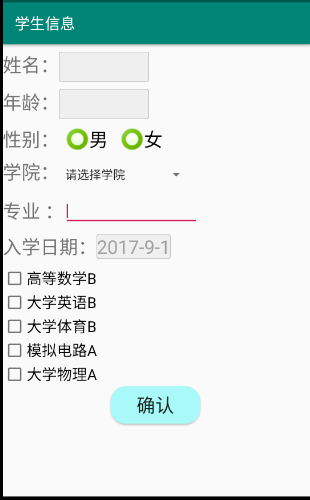 学生信息
姓名：
年龄：
性别： 男 女
学院： 请选择学院
专业 ：
入学日期： 2017-9-1
高等数学B
大学英语B
大学体育B
模拟电路A
大学物理A
确认